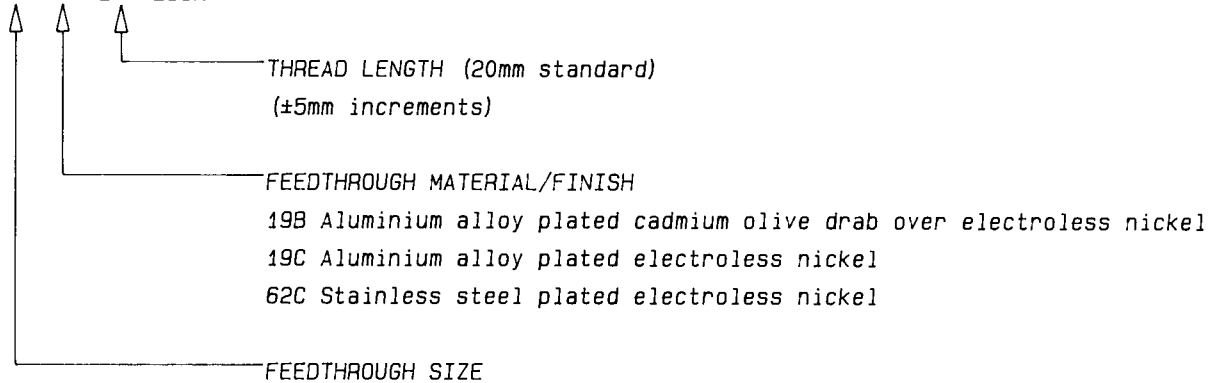 THREAD LENGTH (20mm standard)
(±5mm increments)
FEEDTHROUGH MATERIAL/FINISH
19B Aluminium alloy plated cadmium olive drab over electroless nickel
19C Aluminium alloy plated electroless nickel
62C Stainless steel plated electroless nickel
FEEDTHROUGH SIZE